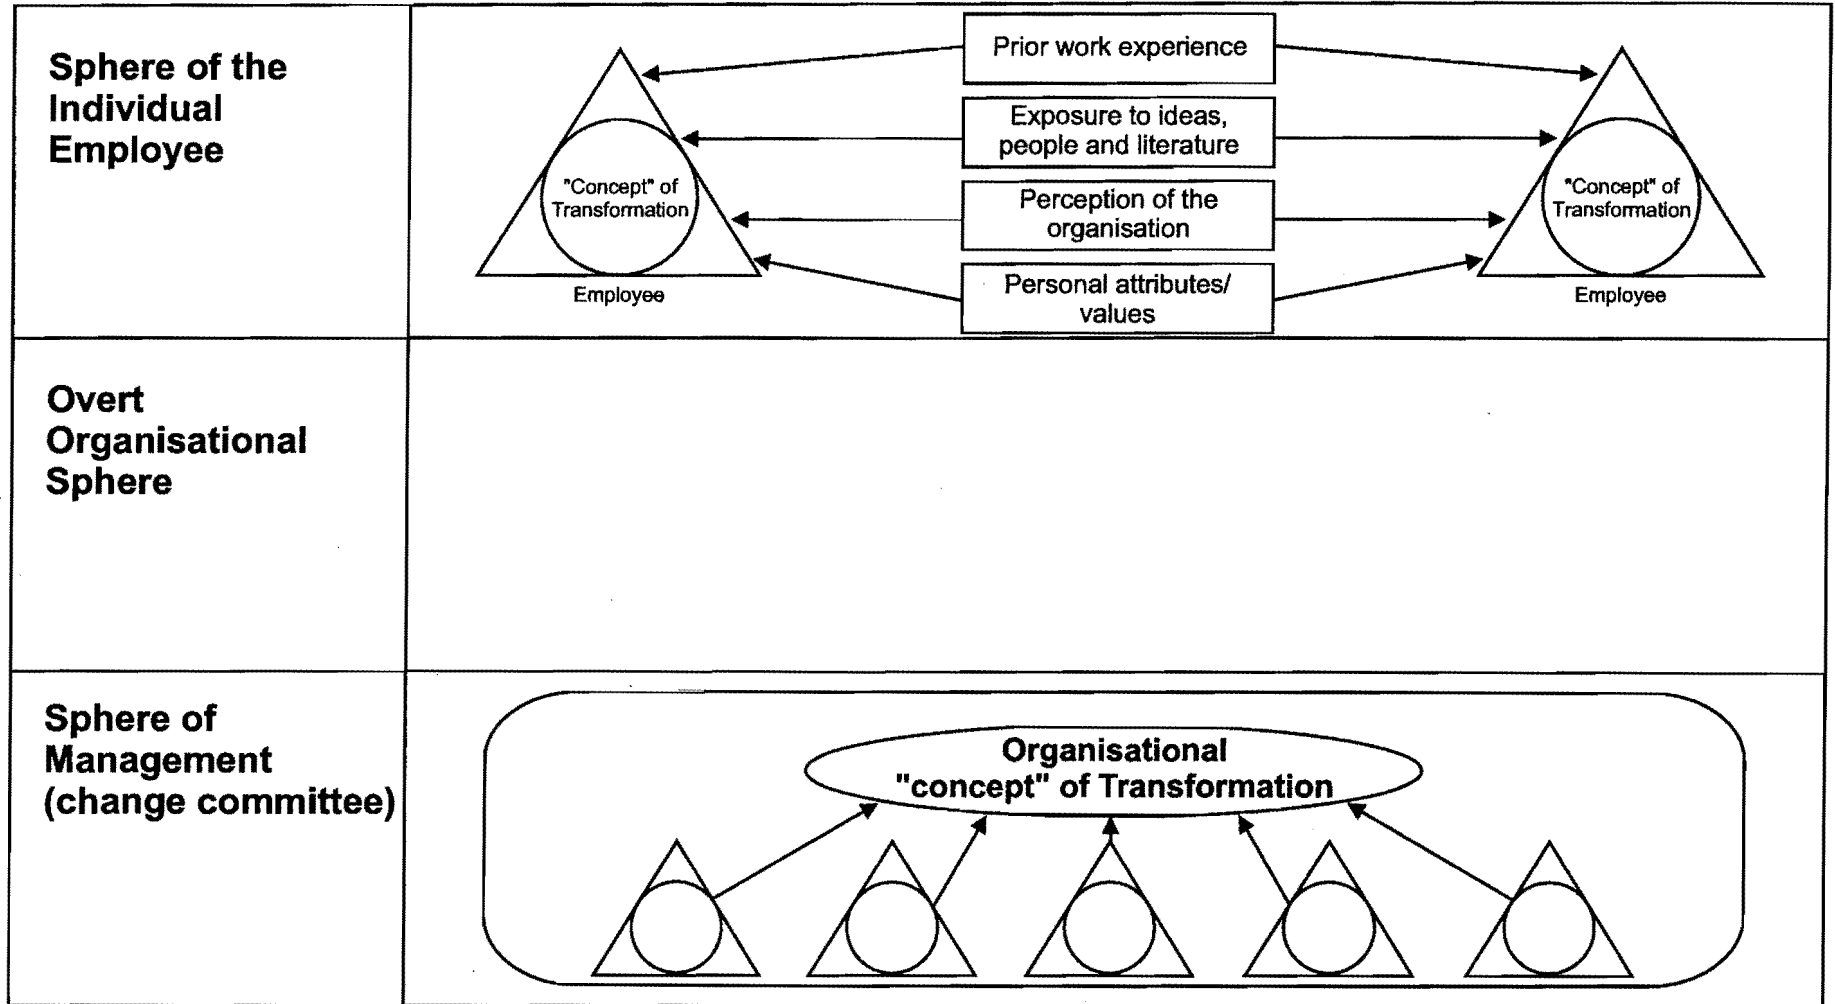 Sphere of the
Individual
Employee
Prior work experience
Exposure to ideas,
people and literature
Perception of the
organisation
Personal attributes/
values
"Concept" of
Transformation
Employee
"Concept" of
Transformation
Employee
Overt
Organisational
Sphere
Sphere of
Management
(change committee)
Organisational
"concept" of Transformation